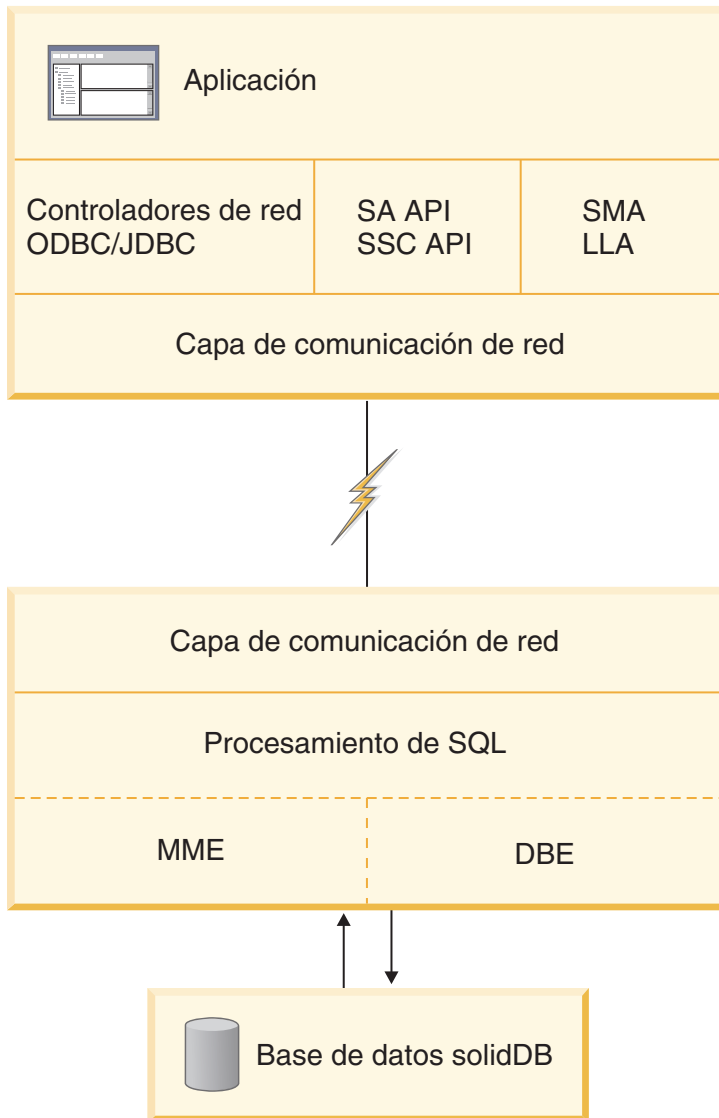 Aplicación
Controladores de red
ODBC/JDBC
SA API
SSC API
SMA
LLA
Capa de comunicación de red
Capa de comunicación de red
Procesamiento de SQL
MME
DBE
Base de datos solidDB